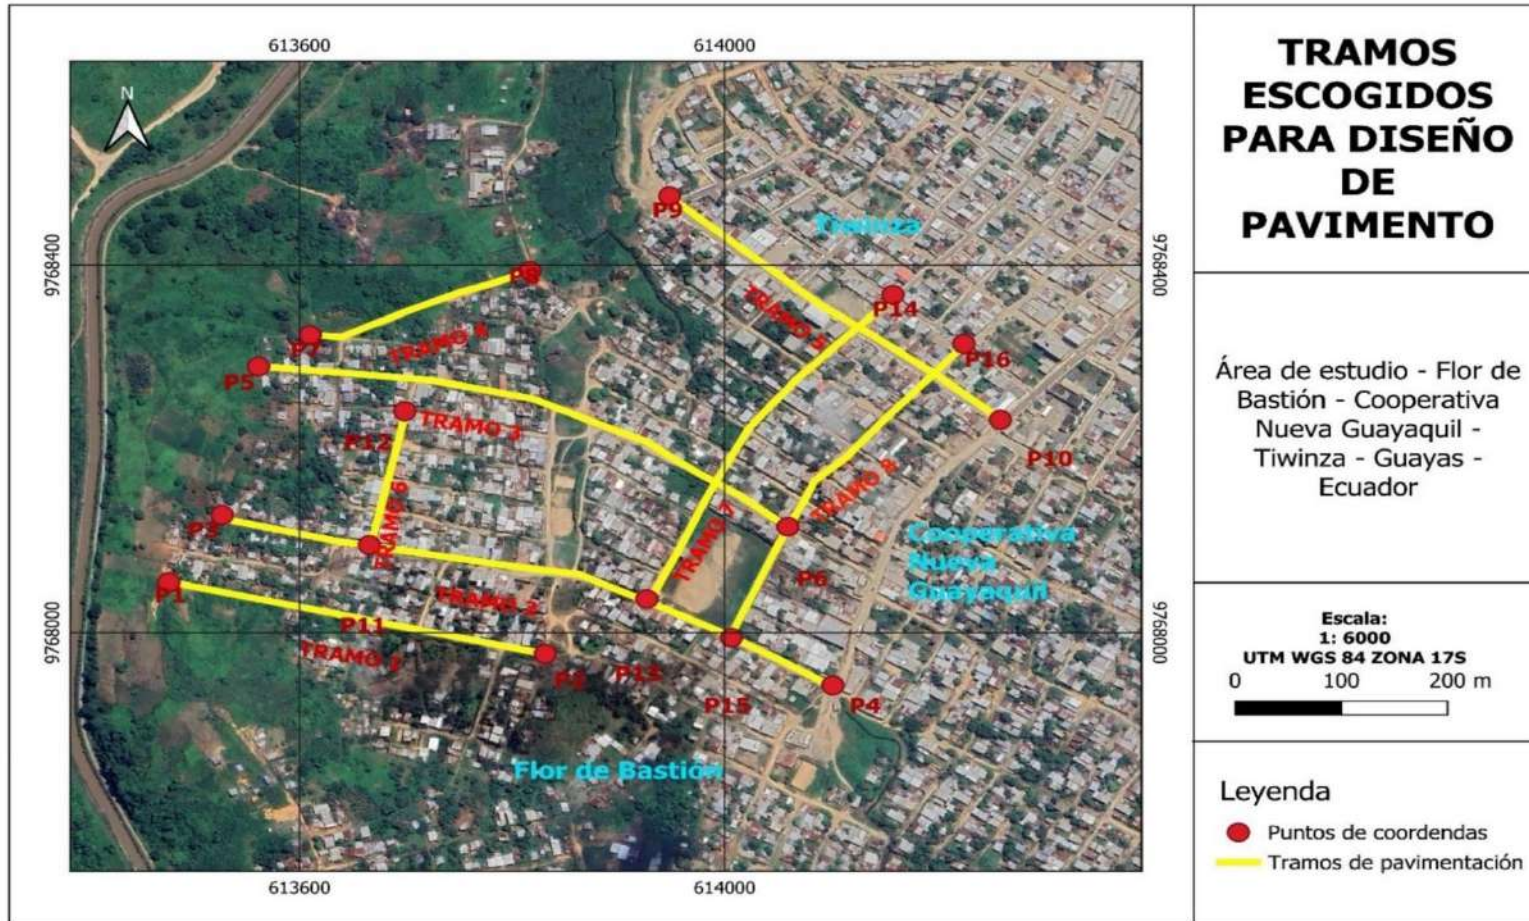 613600
614000
N
9768400
9768400
9768000
9768000
P9
Tiwinza
P8
P14
TRAMO 5
P7
TRAMO 4
P16
P5
TRAMO 3
P12
P10
TRAMO 8
P3
TRAMO 6
TRAMO 7
Cooperativa
Nueva
Guayaquil
P6
P1
TRAMO 2
P11
TRAMO 1
P2
P13
P15
P4
Flor de Bastión
613600
614000
TRAMOS
ESCOGIDOS
PARA DISEÑO
DE
PAVIMENTO
Área de estudio - Flor de
Bastión - Cooperativa
Nueva Guayaquil -
Tiwinza - Guayas -
Ecuador
Escala:
1: 6000
UTM WGS 84 ZONA 17S
0 100 200 m
Leyenda
Puntos de coordendas
Tramos de pavimentación